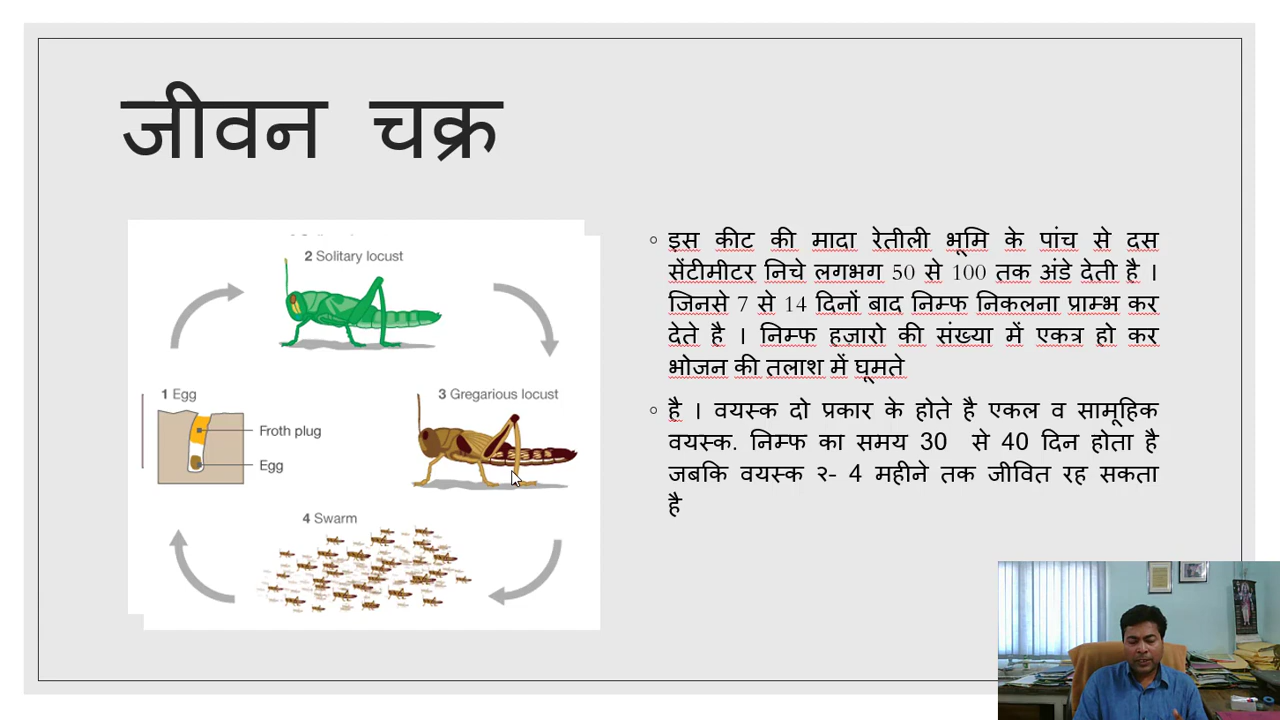 जीवन चक्र
2 Solitary locust
1 Egg
3 Gregarious locust
Froth plug
Egg
4 Swarm
◦ इस कीट की मादा रेतीली भूमि के पांच से दस
सेंटीमीटर निचे लगभग 50 से 100 तक अंडे देती है ।
जिनसे 7 से 14 दिनों बाद निम्फ निकलना प्राम्भ कर
देते है । निम्फ हज़ारो की संख्या में एकत्र हो कर
भोजन की तलाश में घूमते
◦ है । वयस्क दो प्रकार के होते है एकल व सामूहिक
वयस्क. निम्फ का समय 30 से 40 दिन होता है
जबकि वयस्क २- 4 महीने तक जीवित रह सकता
है